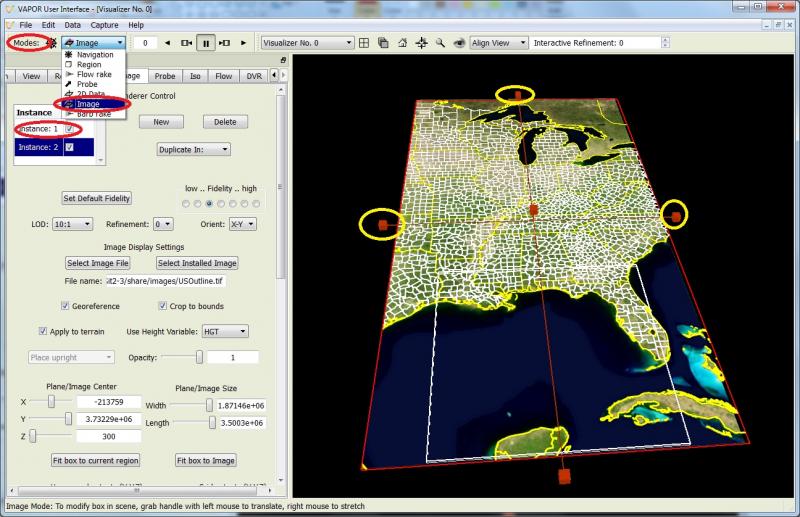 VAPOR User Interface - [Visualizer No. 0]
File Edit Data Capture Help
Modes: Image 0 Visualizer No. 0 Align View Interactive Refinement: 0
Navigation
Region
Flow rake
Probe
2D Data
Image
Barb rake
View Iso Flow DVR
Instance
Instance: 1
Instance: 2
New Delete
Duplicate In:
Set Default Fidelity
low .. Fidelity .. high
LOD: 10:1 Refinement: 0 Orient: X-Y
Image Display Settings
Select Image File Select Installed Image
File name: it2-3/share/images/USOutline.tif
Georeference Crop to bounds
Apply to terrain Use Height Variable: HGT
Place upright Opacity: 1
Plane/Image Center Plane/Image Size
X -213759
Width 1.87146e+06
Y 3.73229e+06
Length 3.5003e+06
Z 300
Fit box to current region Fit box to Image
Image Mode: To modify box in scene, grab handle with left mouse to translate, right mouse to stretch